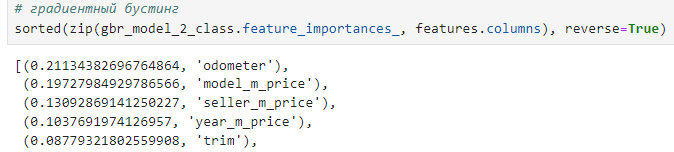 # градиентный бустинг
sorted(zip(gbr_model_2_class.feature_importances_, features.columns), reverse=True)
[(0.21134382696764864, 'odometer'),
(0.19727984929786566, 'model_m_price'),
(0.13092869141250227, 'seller_m_price'),
(0.1037691974126957, 'year_m_price'),
(0.08779321802559908, 'trim'),